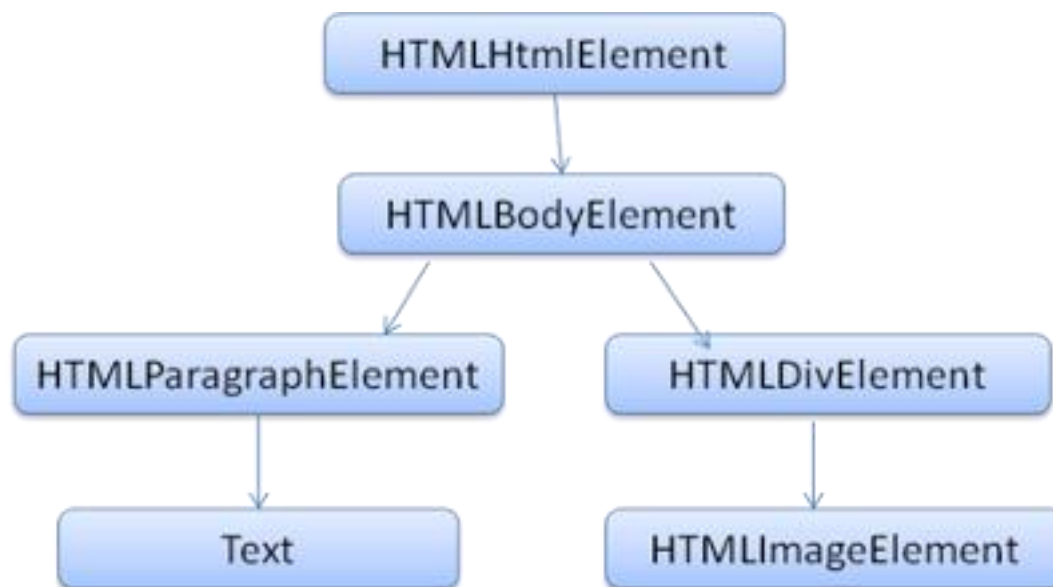 HTMLHtmlElement
HTMLBodyElement
HTMLParagraphElement
HTMLDivElement
Text
HTMLImageElement